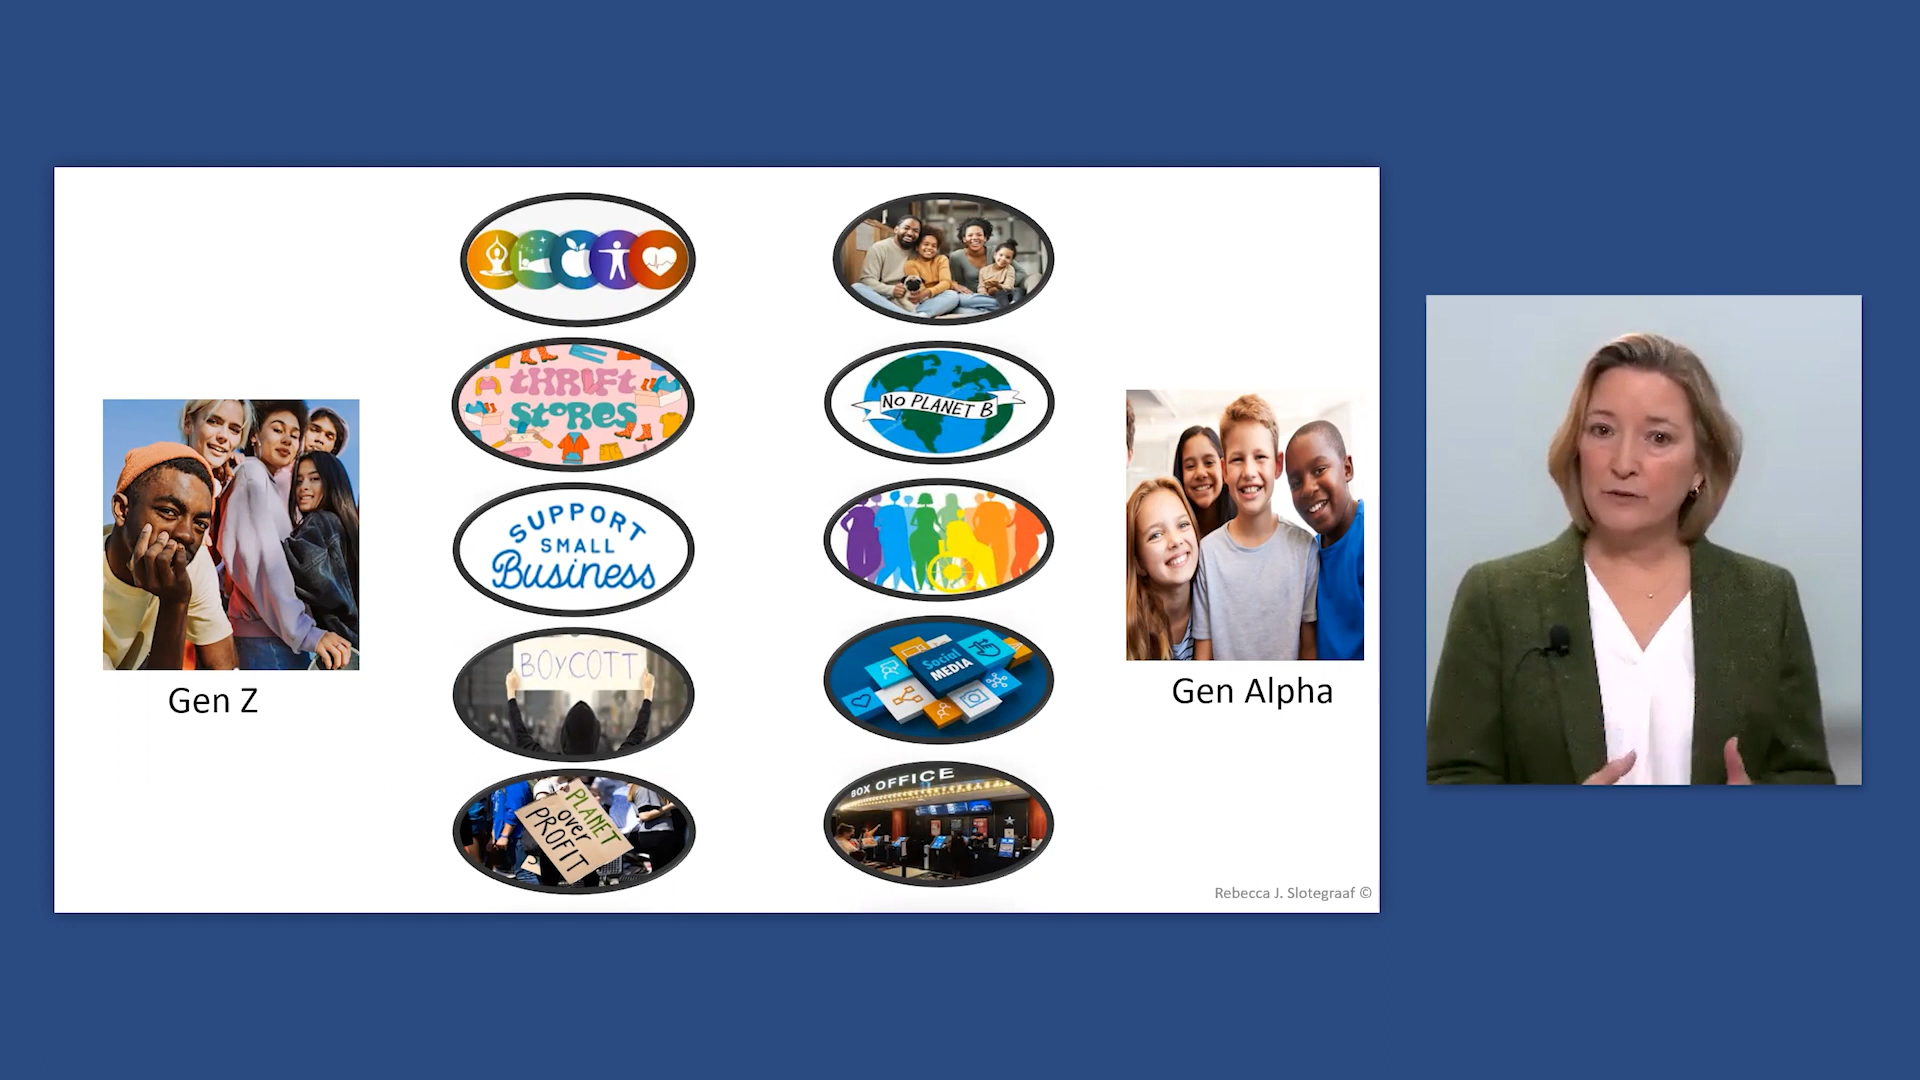 tHRIFt
StoRES
SUPPORT
SMALL
Business
BOYCOTT
PLANET
over
PROFIT
NO PLANET B
Social
MEDIA
BOX OFFICE
Gen Z
Gen Alpha
Rebecca J. Slotegraaf ©